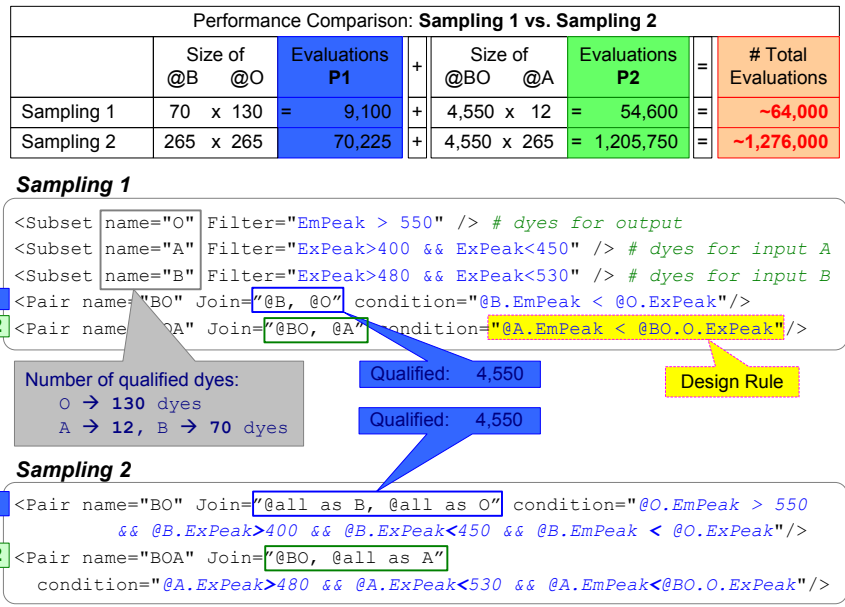 Performance Comparison: Sampling 1 vs. Sampling 2
Size of @B @O Evaluations P1 + Size of @BO @A Evaluations P2 = # Total Evaluations
Sampling 1 70 x 130 = 9,100 + 4,550 x 12 = 54,600 = ~64,000
Sampling 2 265 x 265 70,225 + 4,550 x 265 = 1,205,750 = ~1,276,000
Sampling 1
<Subset name="O" Filter="EmPeak > 550" /> # dyes for output
<Subset name="A" Filter="ExPeak>400 && ExPeak<450" /> # dyes for input A
<Subset name="B" Filter="ExPeak>480 && ExPeak<530" /> # dyes for input B
<Pair name="BO" Join="@B, @O" condition="@B.EmPeak < @O.ExPeak"/>
2 <Pair OA" Join="@BO, @A" condition="@A.EmPeak < @BO.O.ExPeak"/>
Number of qualified dyes:
O → 130 dyes
A → 12, B → 70 dyes
Qualified: 4,550
Design Rule
Qualified: 4,550
Sampling 2
<Pair name="BO" Join="@all as B, @all as O" condition="@O.EmPeak > 550
&& @B.ExPeak>400 && @B.ExPeak<450 && @B.EmPeak < @O.ExPeak"/>
2 <Pair name="BOA" Join="@BO, @all as A"
condition="@A.ExPeak>480 && @A.ExPeak<530 && @A.EmPeak<@BO.O.ExPeak"/>